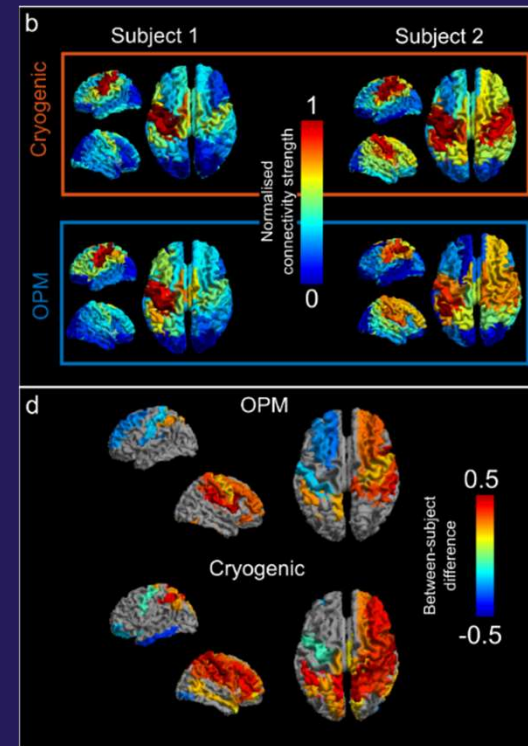 b
Subject 1
Subject 2
Cryogenic
1
Normalised
connectivity strength
0
OPM
d
OPM
0.5
Between-subject
difference
-0.5
Cryogenic